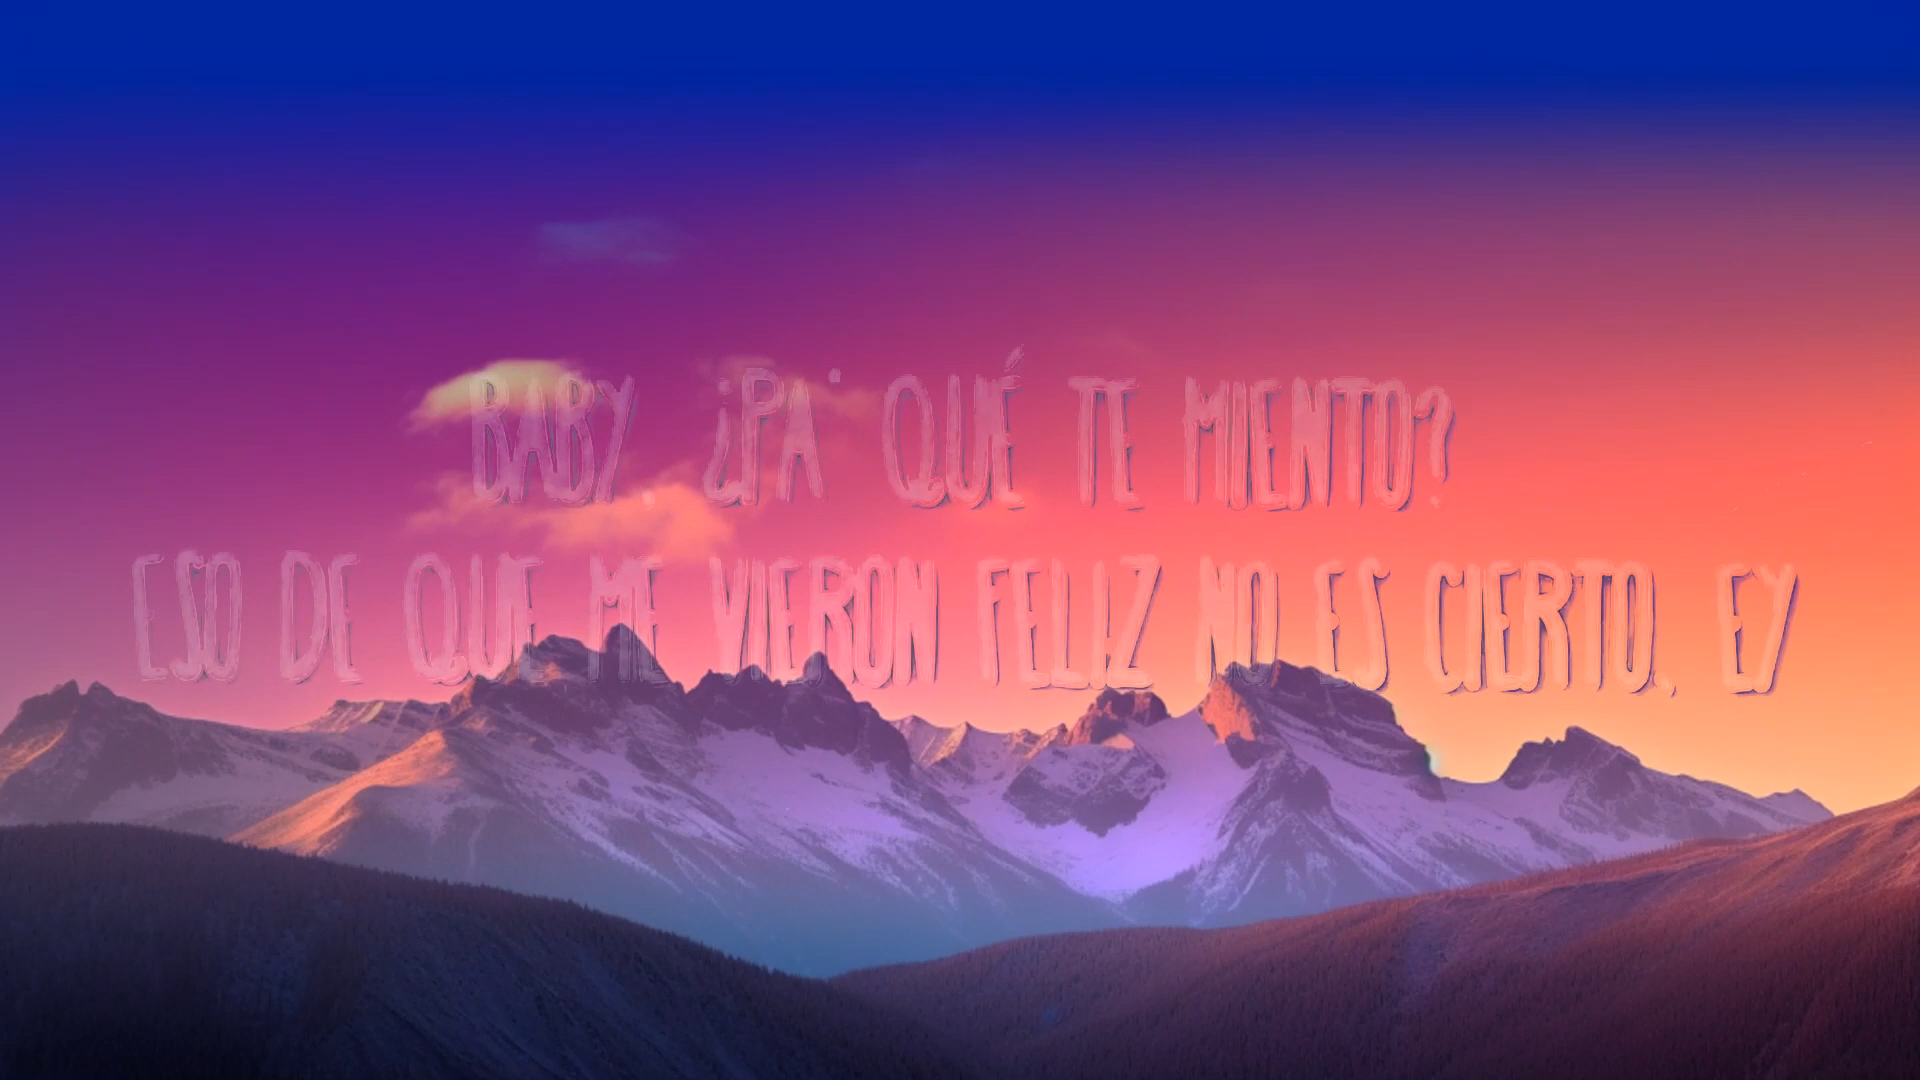 BABY, ¿PA' QUÉ TE MIENTO?
ESO DE QUE ME VIERON FELIZ NO ES CIERTO, EY